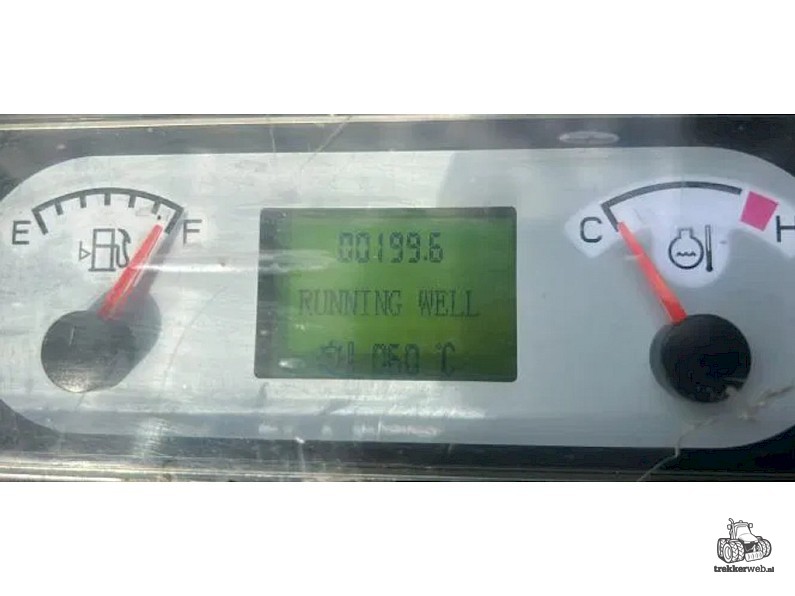 00199.6
E
F
C
H
RUNNING WELL
060 °C
trekkerweb.nl